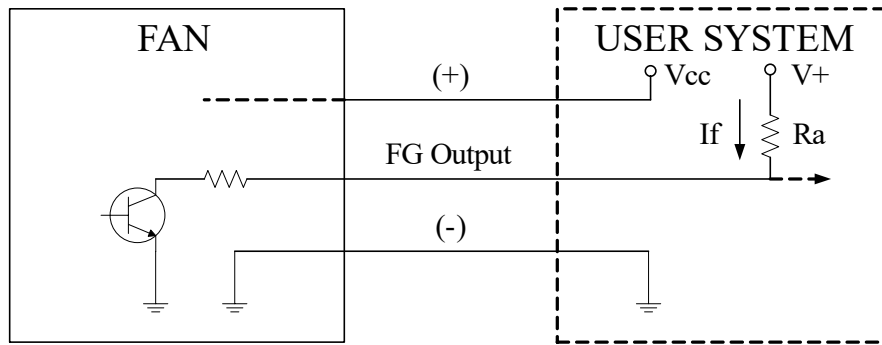 FAN
USER SYSTEM
(+)
Vcc
V+
If
Ra
FG Output
(-)